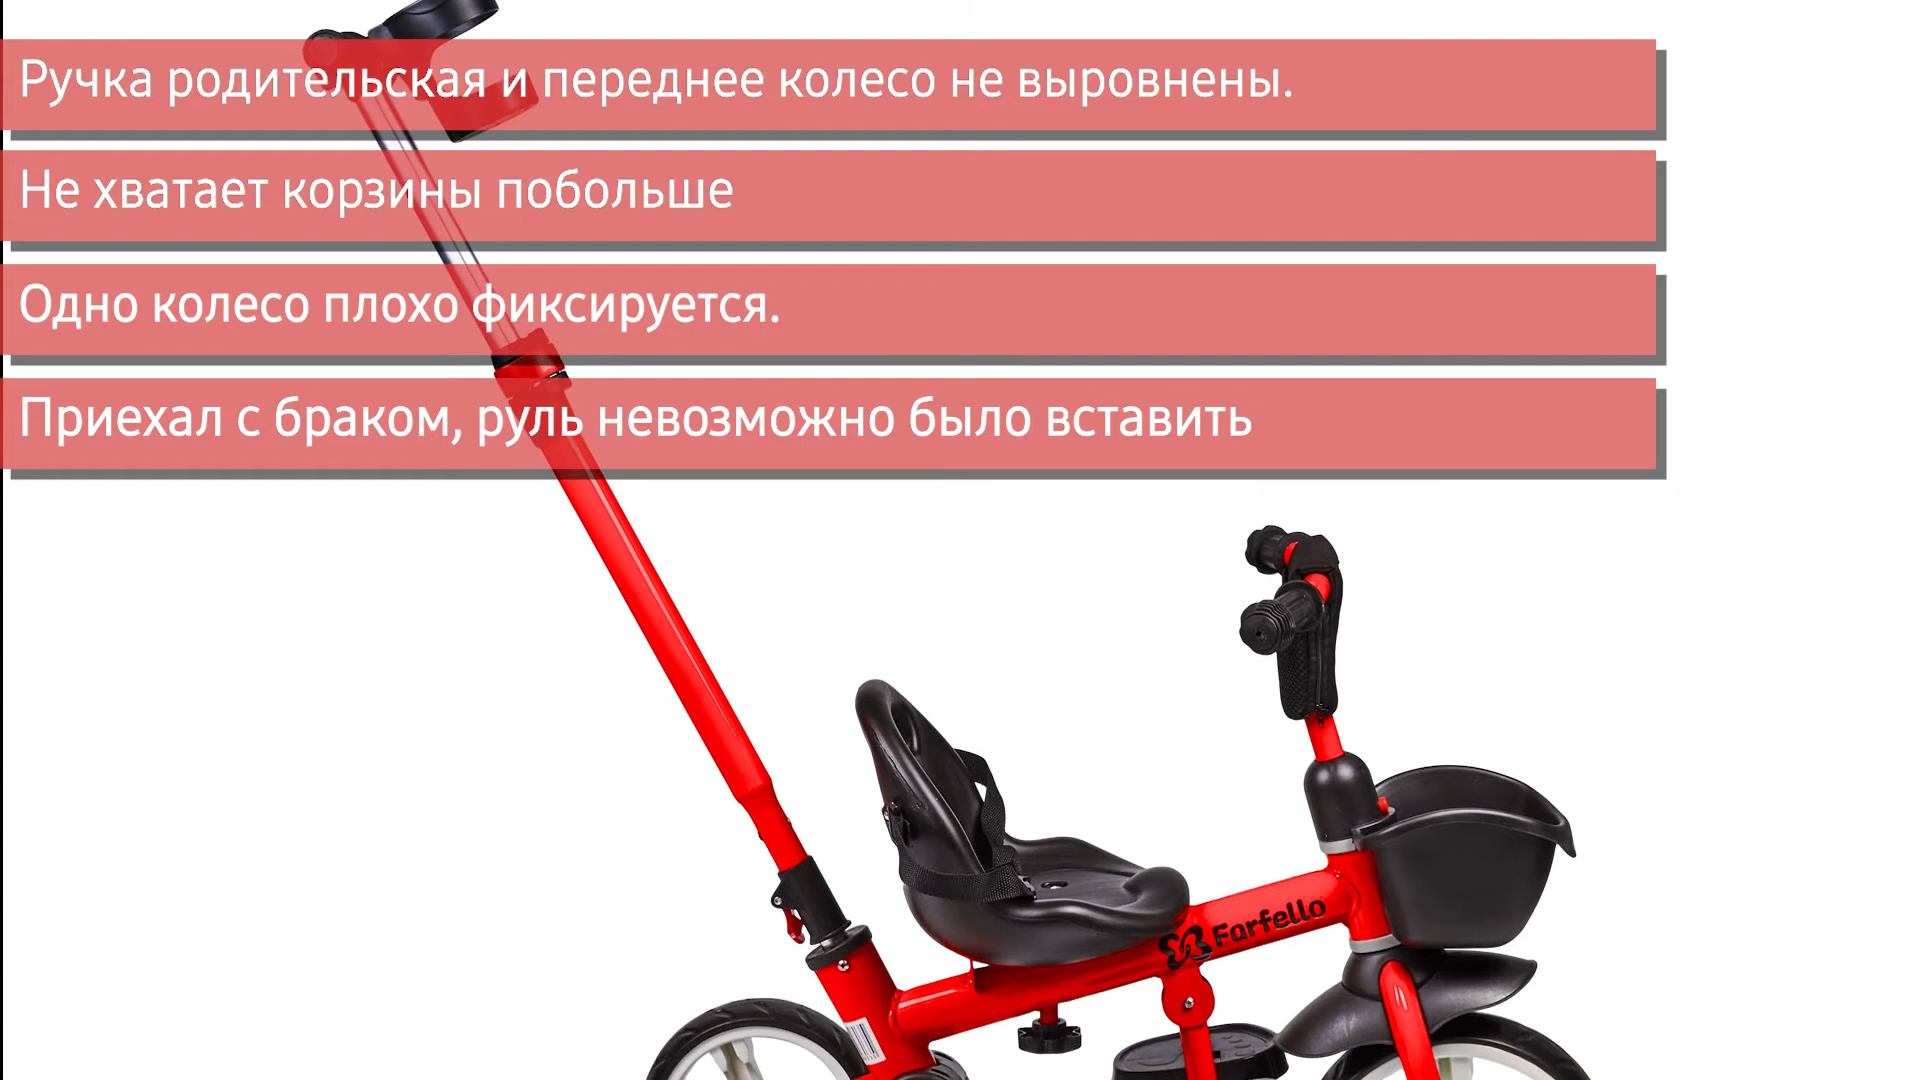 Ручка родительская и переднее колесо не выровнены.
Не хватает корзины побольше
Одно колесо плохо фиксируется.
Приехал с браком, руль невозможно было вставить
Farfello